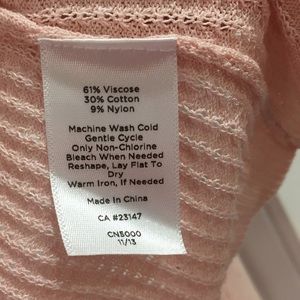 61% Viscose
30% Cotton
9% Nylon
Machine Wash Cold
Gentle Cycle
Only Non-Chlorine
Bleach When Needed
Reshape, Lay Flat To
Dry
Warm Iron, If Needed
Made In China
CA #23147
CN5000
11/13